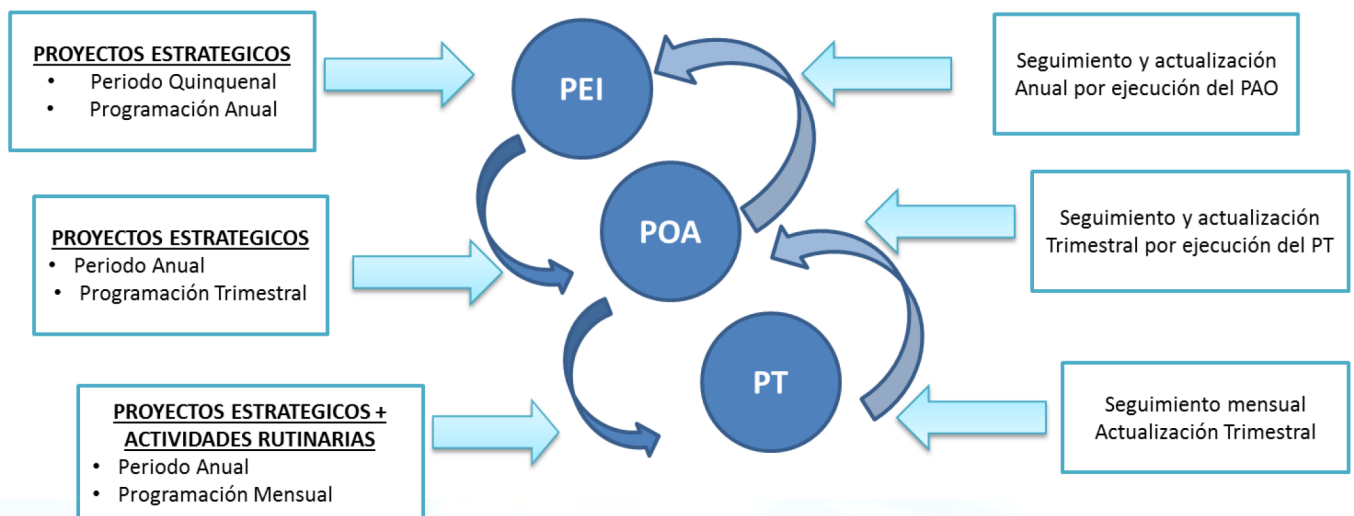 PROYECTOS ESTRATEGICOS
• Periodo Quinquenal
• Programación Anual
PEI
Seguimiento y actualización
Anual por ejecución del PAO
PROYECTOS ESTRATEGICOS
• Periodo Anual
• Programación Trimestral
POA
Seguimiento y actualización
Trimestral por ejecución del PT
PROYECTOS ESTRATEGICOS +
ACTIVIDADES RUTINARIAS
• Periodo Anual
• Programación Mensual
PT
Seguimiento mensual
Actualización Trimestral